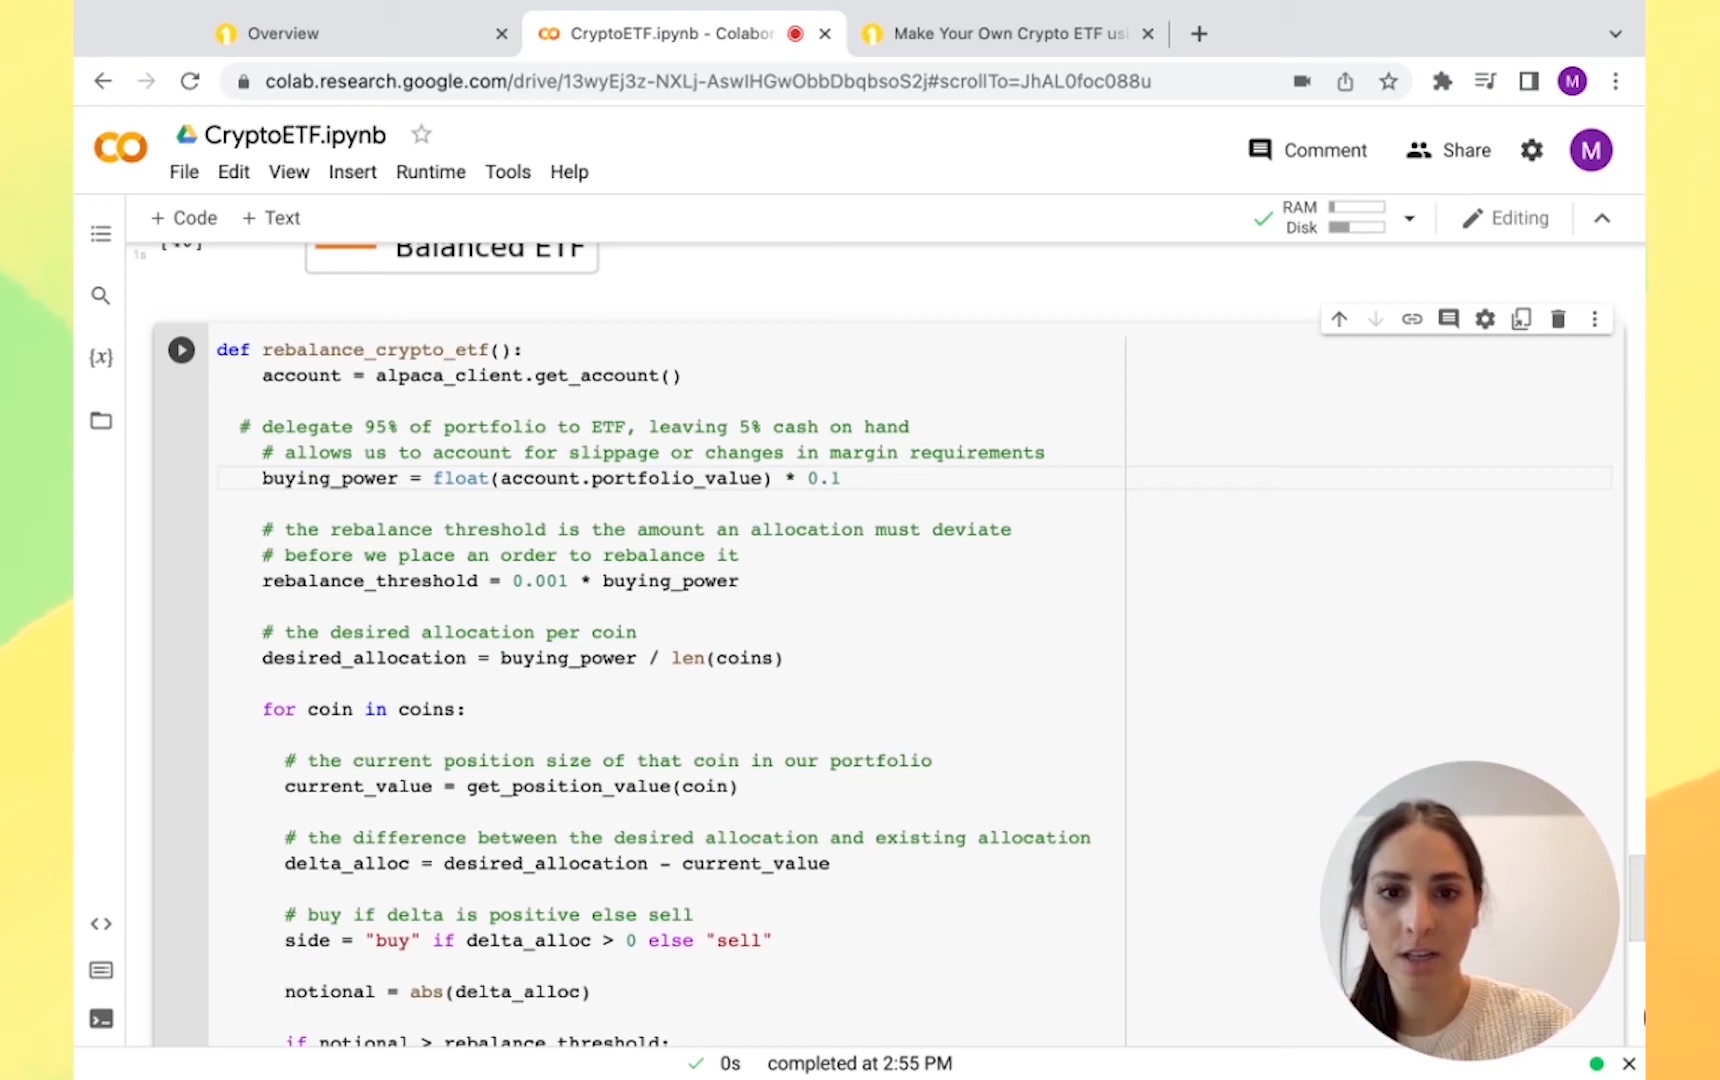 Overview
CryptoETF.ipynb - Colabor
Make Your Own Crypto ETF usi
colab.research.google.com/drive/13wyEj3z-NXLj-AswIHGwObbDbqbsoS2j#scrollTo=JhAL0foc088u
M
CryptoETF.ipynb
File Edit View Insert Runtime Tools Help
Comment
Share
M
+ Code + Text
RAM
Disk
Editing
1s
Balanced ETF
{x}
def rebalance_crypto_etf():
account = alpaca_client.get_account()
# delegate 95% of portfolio to ETF, leaving 5% cash on hand
# allows us to account for slippage or changes in margin requirements
buying_power = float(account.portfolio_value) * 0.1
# the rebalance threshold is the amount an allocation must deviate
# before we place an order to rebalance it
rebalance_threshold = 0.001 * buying_power
# the desired allocation per coin
desired_allocation = buying_power / len(coins)
for coin in coins:
# the current position size of that coin in our portfolio
current_value = get_position_value(coin)
# the difference between the desired allocation and existing allocation
delta_alloc = desired_allocation - current_value
# buy if delta is positive else sell
side = "buy" if delta_alloc > 0 else "sell"
notional = abs(delta_alloc)
if notional > rebalance_threshold:
0s completed at 2:55 PM